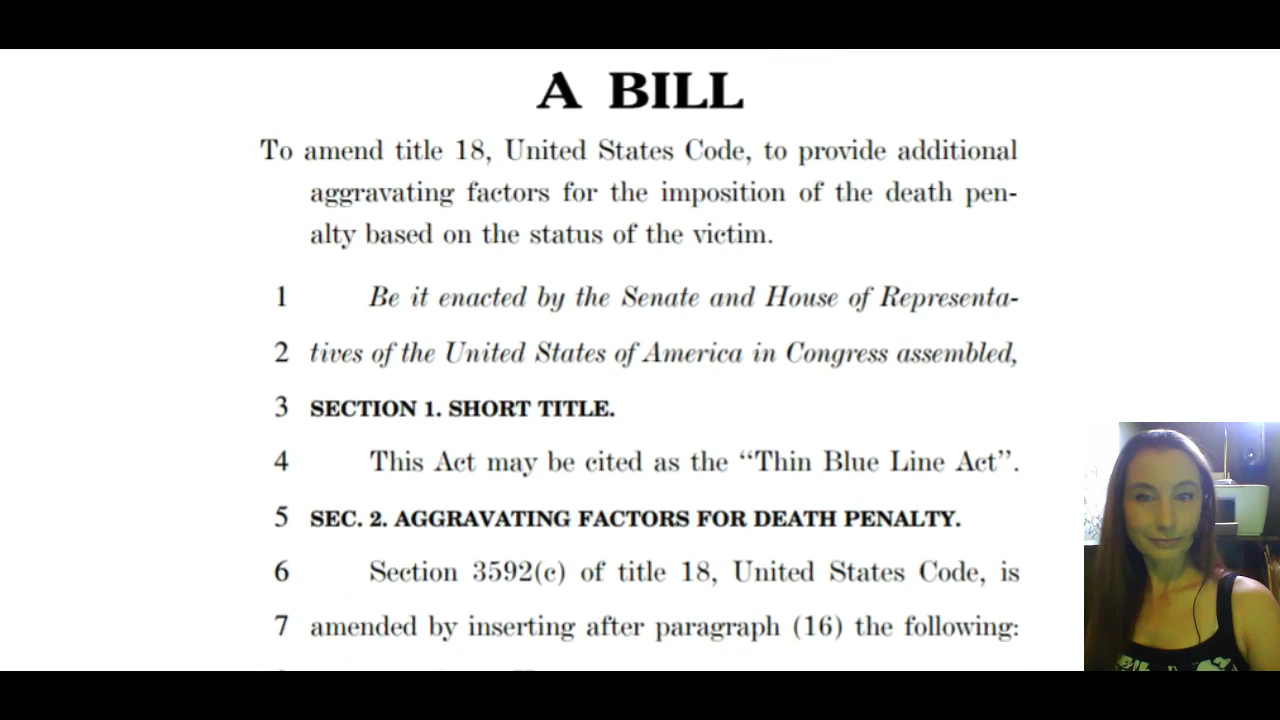 A BILL
To amend title 18, United States Code, to provide additional
aggravating factors for the imposition of the death pen-
alty based on the status of the victim.
1 Be it enacted by the Senate and House of Representa-
2 tives of the United States of America in Congress assembled,
3 SECTION 1. SHORT TITLE.
4 This Act may be cited as the ‘‘Thin Blue Line Act’’.
5 SEC. 2. AGGRAVATING FACTORS FOR DEATH PENALTY.
6 Section 3592(c) of title 18, United States Code, is
7 amended by inserting after paragraph (16) the following: